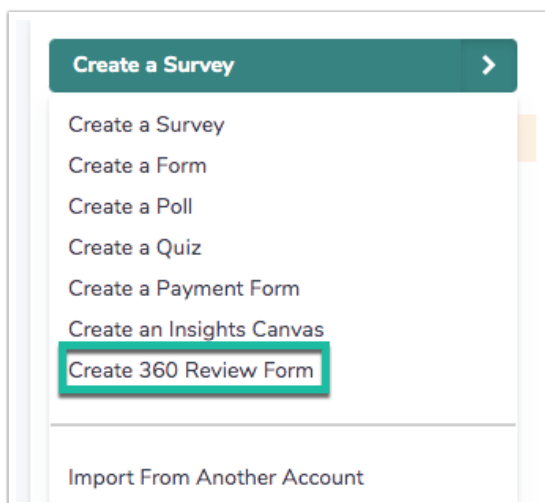 Create a Survey
Create a Survey
Create a Form
Create a Poll
Create a Quiz
Create a Payment Form
Create an Insights Canvas
Create 360 Review Form
Import From Another Account